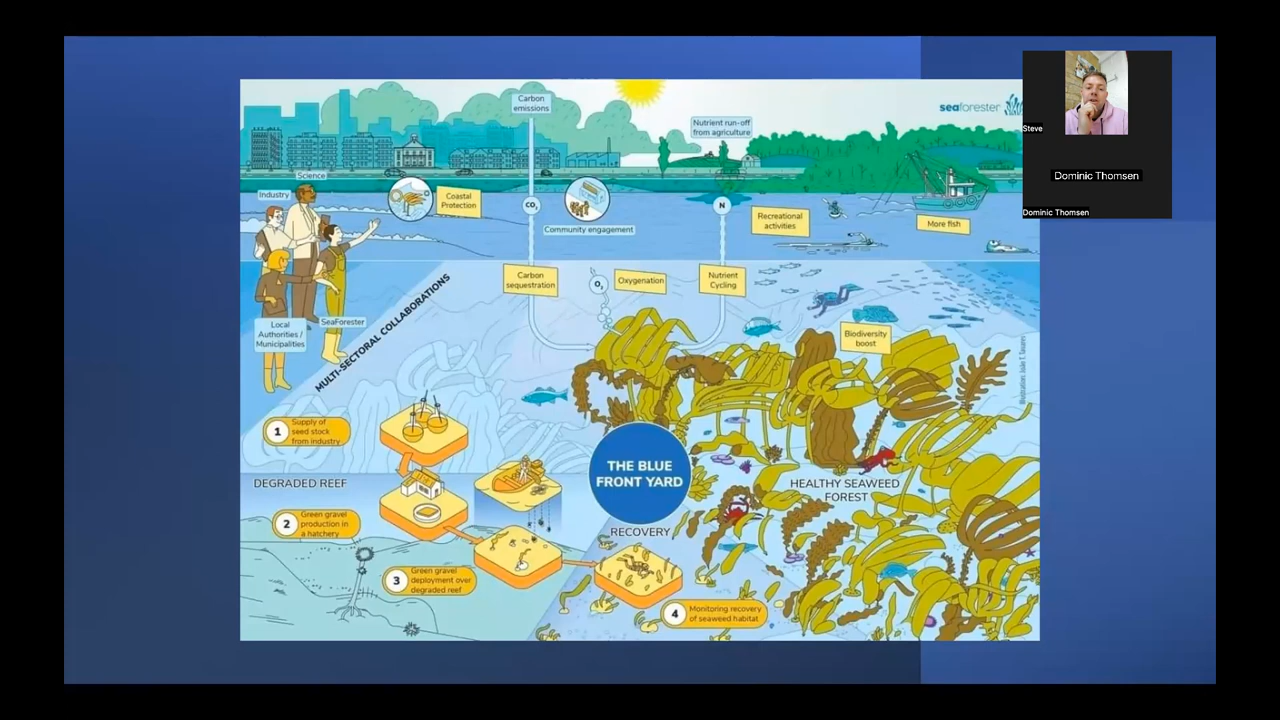 Carbon
emissions
seaforester
Nutrient run-off
from agriculture
Steve
Dominic Thomsen
Dominic Thomsen
Science
Industry
Coastal
Protection
CO2
N
Community engagement
Recreational
activities
More fish
Carbon
sequestration
O2
Oxygenation
Nutrient
Cycling
Local
Authorities /
Municipalities
SeaForester
MULTI-SECTORAL COLLABORATIONS
Biodiversity
boost
1
Supply of
seed stock
from industry
THE BLUE
FRONT YARD
DEGRADED REEF
HEALTHY SEAWEED
FOREST
2
Green gravel
production in
a hatchery
RECOVERY
3
Green gravel
deployment over
degraded reef
4
Monitoring recovery
of seaweed habitat